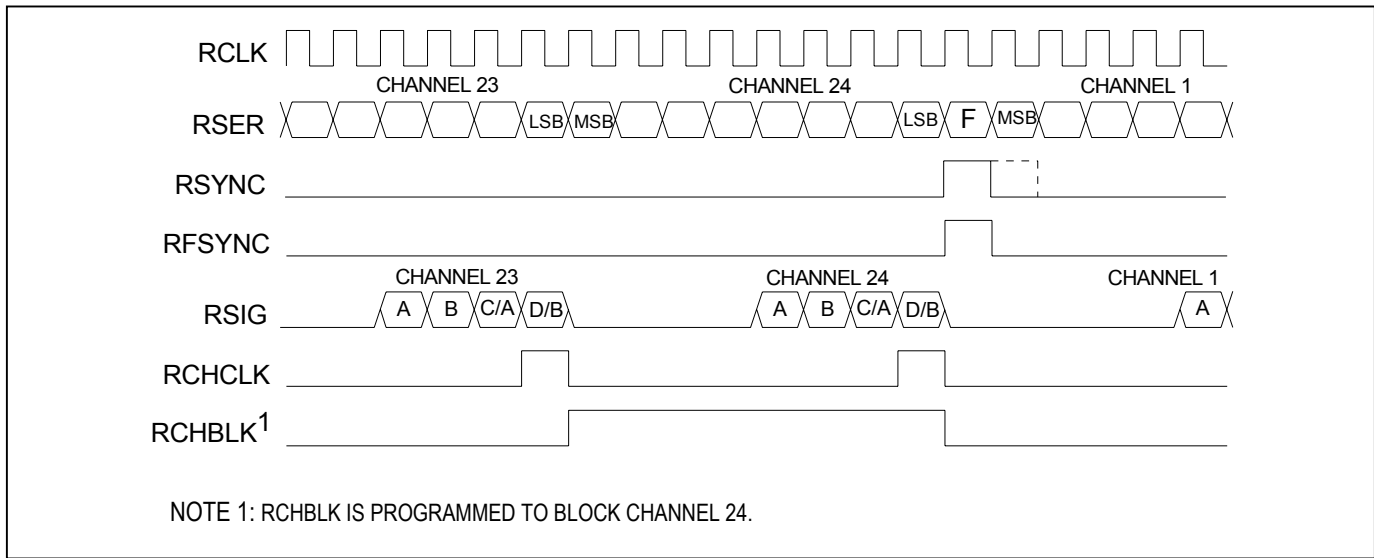 RCLK
CHANNEL 23 CHANNEL 24 CHANNEL 1
RSER LSB MSB LSB F MSB
RSYNC
RFSYNC
CHANNEL 23 CHANNEL 24 CHANNEL 1
RSIG A B C/A D/B A B C/A D/B A
RCHCLK
RCHBLK1
NOTE 1: RCHBLK IS PROGRAMMED TO BLOCK CHANNEL 24.